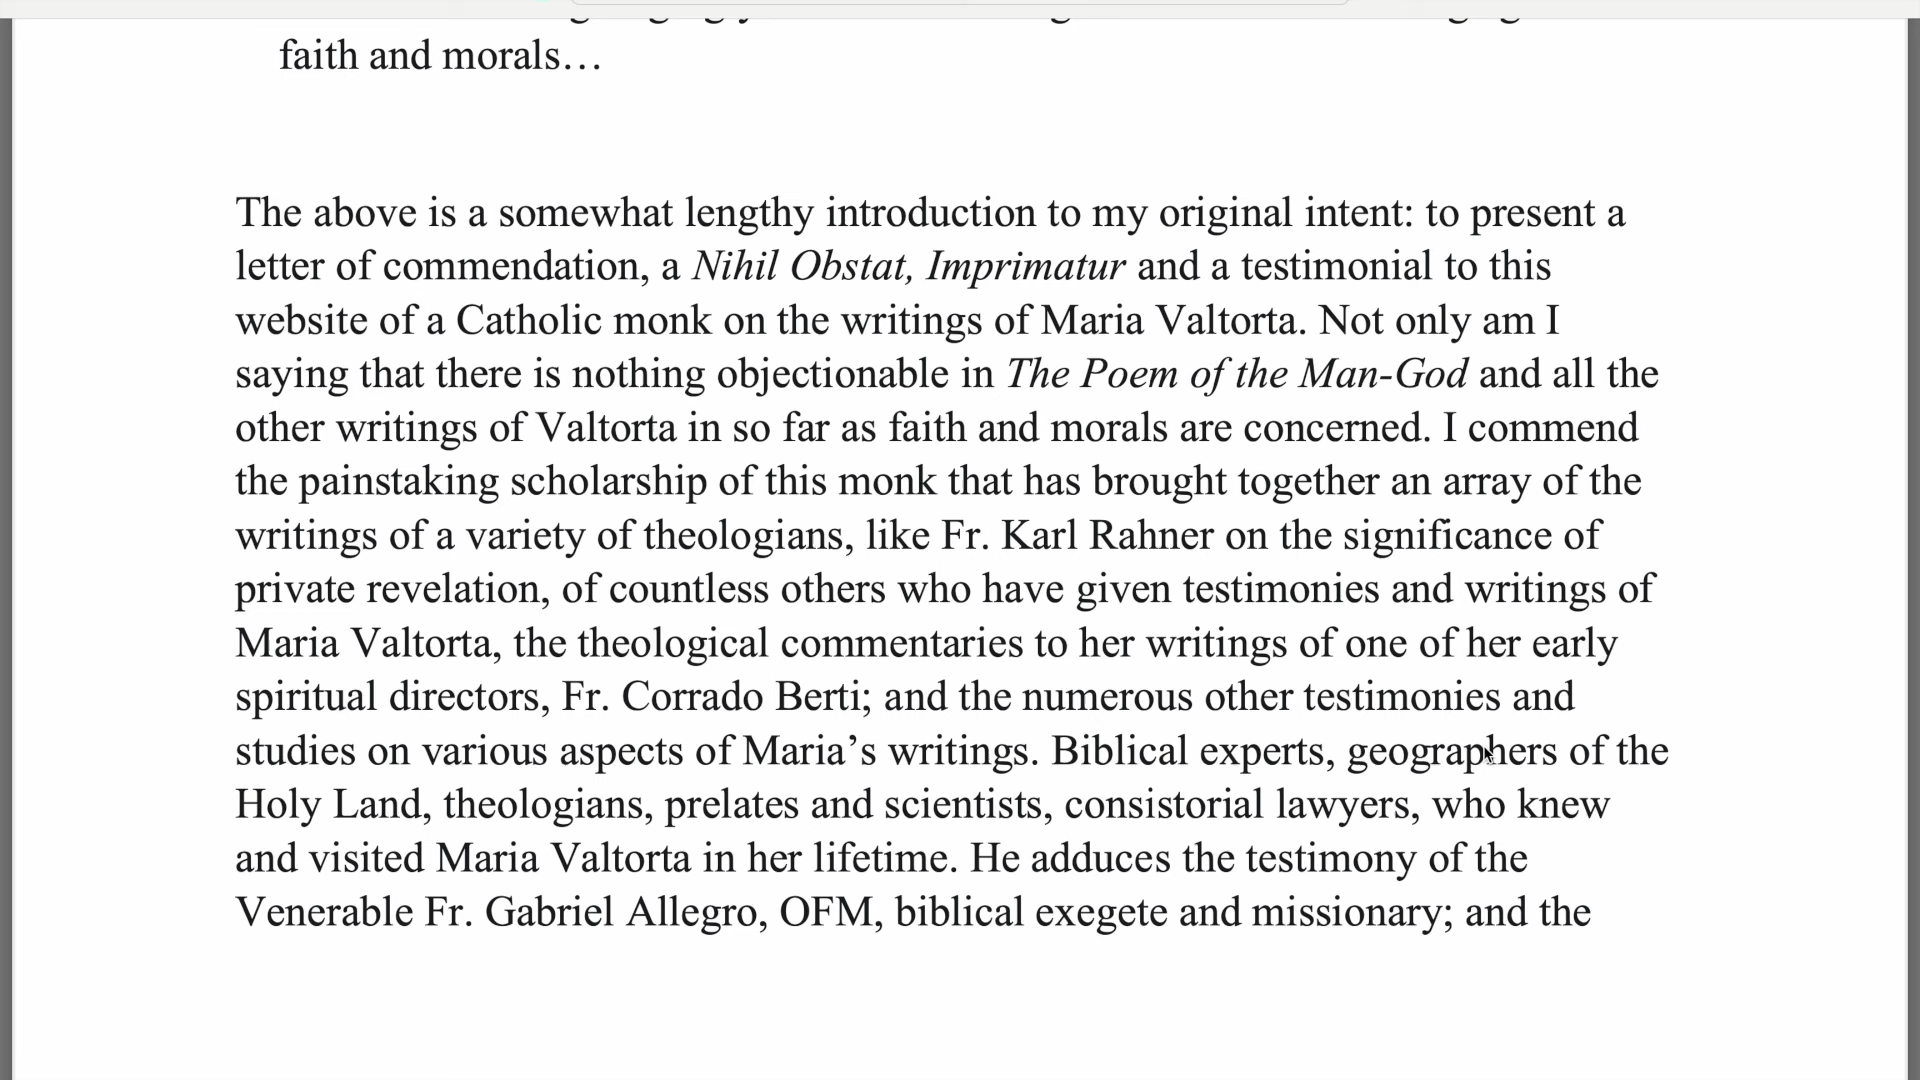 faith and morals…
The above is a somewhat lengthy introduction to my original intent: to present a
letter of commendation, a Nihil Obstat, Imprimatur and a testimonial to this
website of a Catholic monk on the writings of Maria Valtorta. Not only am I
saying that there is nothing objectionable in The Poem of the Man-God and all the
other writings of Valtorta in so far as faith and morals are concerned. I commend
the painstaking scholarship of this monk that has brought together an array of the
writings of a variety of theologians, like Fr. Karl Rahner on the significance of
private revelation, of countless others who have given testimonies and writings of
Maria Valtorta, the theological commentaries to her writings of one of her early
spiritual directors, Fr. Corrado Berti; and the numerous other testimonies and
studies on various aspects of Maria’s writings. Biblical experts, geographers of the
Holy Land, theologians, prelates and scientists, consistorial lawyers, who knew
and visited Maria Valtorta in her lifetime. He adduces the testimony of the
Venerable Fr. Gabriel Allegro, OFM, biblical exegete and missionary; and the